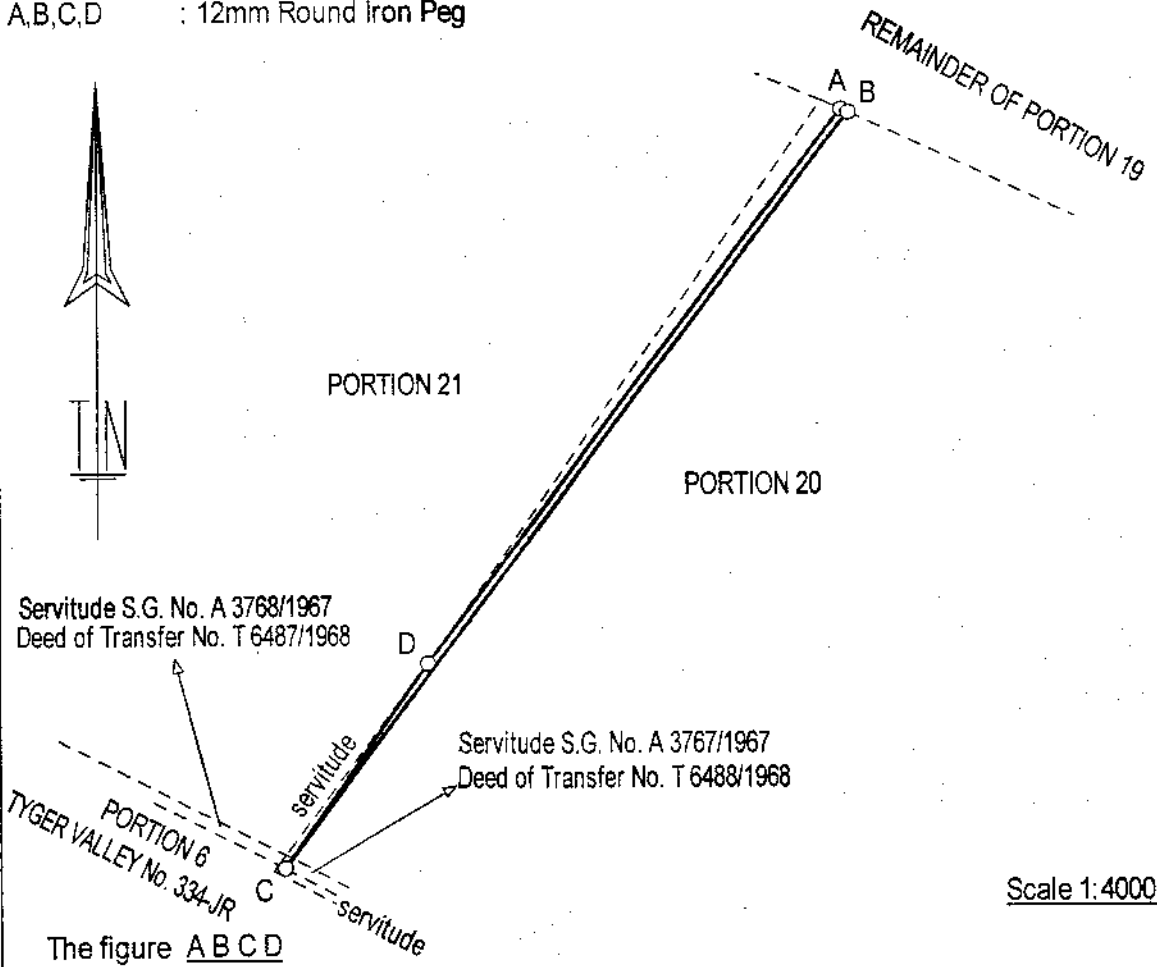 A,B,C,D : 12mm Round Iron Peg
A B
REMAINDER OF PORTION 19
TN
PORTION 21
PORTION 20
Servitude S.G. No. A 3768/1967
Deed of Transfer No. T 6487/1968
D
servitude
Servitude S.G. No. A 3767/1967
Deed of Transfer No. T 6488/1968
PORTION 6
TYGER VALLEY No. 334-JR
C
servitude
Scale 1:4000
The figure A B C D